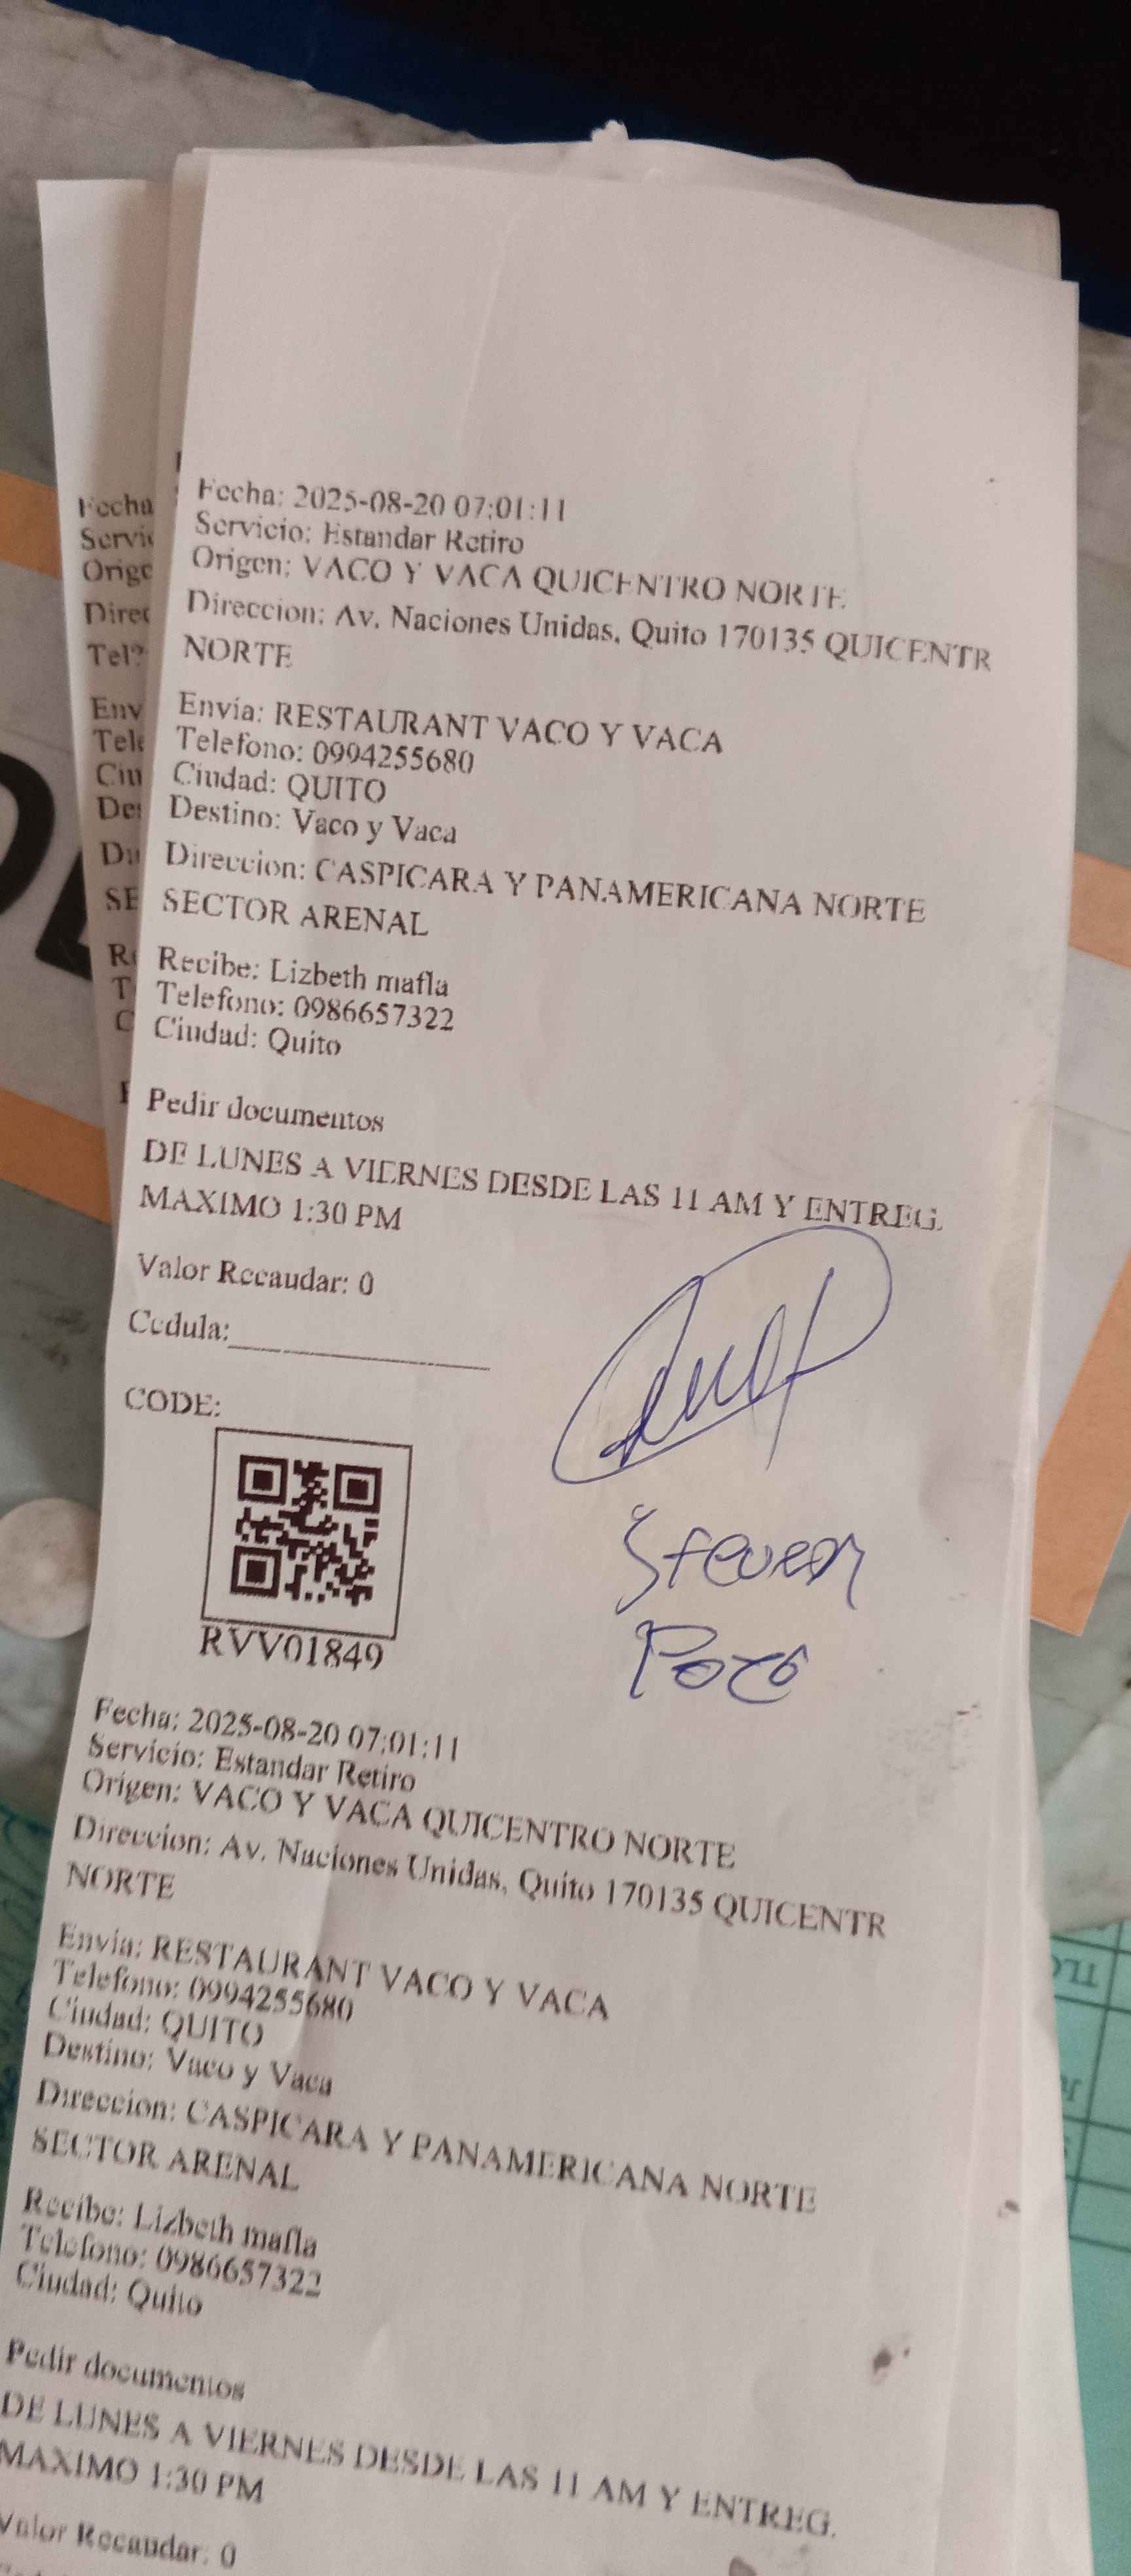 Fecha: 2025-08-20 07:01:11
Servicio: Estandar Retiro
Origen: VACO Y VACA QUICENTRO NORTE
Direccion: Av. Naciones Unidas, Quito 170135 QUICENTR
NORTE
Envia: RESTAURANT VACO Y VACA
Telefono: 0994255680
Ciudad: QUITO
Destino: Vaco y Vaca
Direccion: CASPICARA Y PANAMERICANA NORTE
SECTOR ARENAL
Recibe: Lizbeth mafla
Telefono: 0986657322
Ciudad: Quito
Pedir documentos
DE LUNES A VIERNES DESDE LAS 11 AM Y ENTREG.
MAXIMO 1:30 PM
Valor Recaudar: 0
Cedula:
CODE:
RVV01849
Steven
Fecha: 2025-08-20 07:01:11
Servicio: Estandar Retiro
Origen: VACO Y VACA QUICENTRO NORTE
Direccion: Av. Naciones Unidas, Quito 170135 QUICENTR
NORTE
Envia: RESTAURANT VACO Y VACA
Telefono: 0994255680
Ciudad: QUITO
Destino: Vaco y Vaca
Direccion: CASPICARA Y PANAMERICANA NORTE
SECTOR ARENAL
Recibe: Lizbeth mafla
Telefono: 0986657322
Ciudad: Quito
Pedir documentos
DE LUNES A VIERNES DESDE LAS 11 AM Y ENTREG.
MAXIMO 1:30 PM
Valor Recaudar: 0